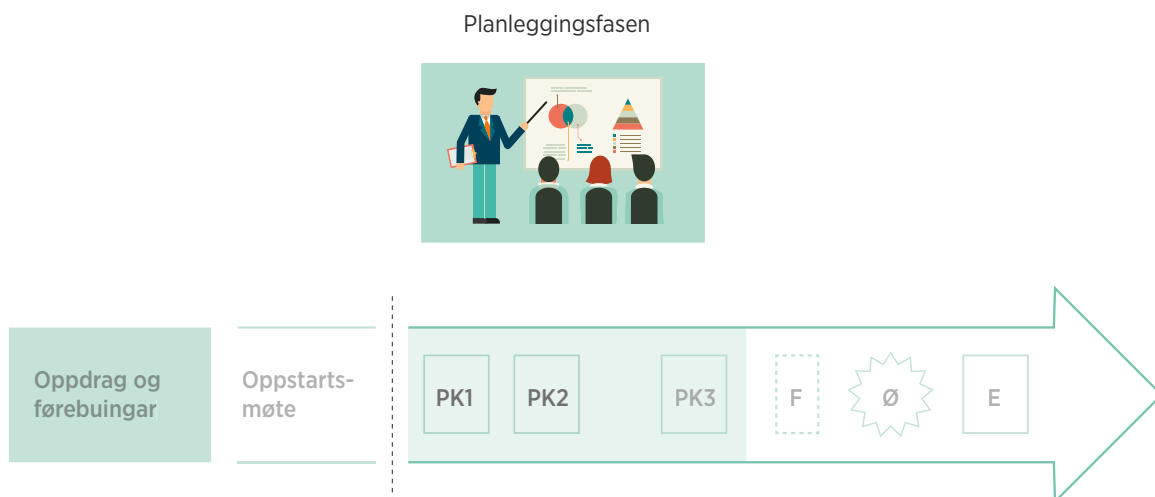 Planleggingsfasen
Oppdrag og
førebuingar
Oppstarts-
møte
PK1
PK2
PK3
F
Ø
E